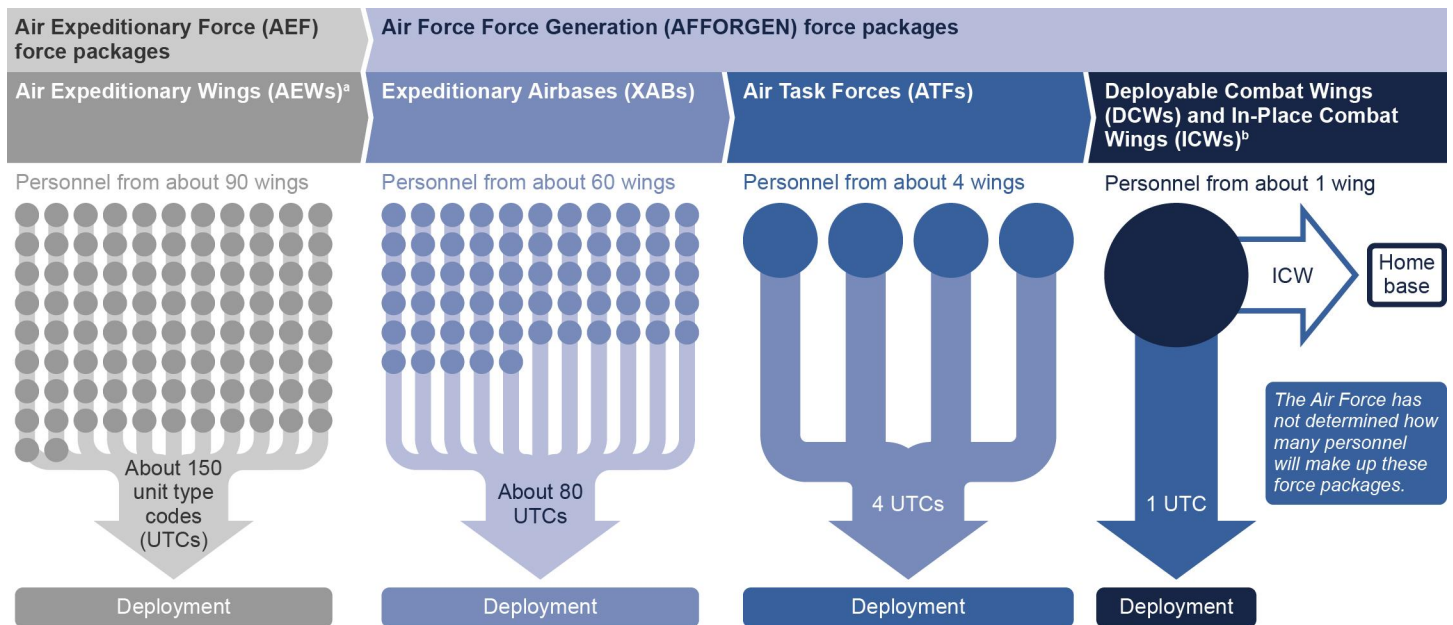 Air Expeditionary Force (AEF)
force packages
Air Force Force Generation (AFFORGEN) force packages
Air Expeditionary Wings (AEWs)ᵃ
Expeditionary Airbases (XABs)
Air Task Forces (ATFs)
Deployable Combat Wings
(DCWs) and In-Place Combat
Wings (ICWs)ᵇ
Personnel from about 90 wings
Personnel from about 60 wings
Personnel from about 4 wings
Personnel from about 1 wing
ICW
Home
base
The Air Force has
not determined how
many personnel
will make up these
force packages.
About 150
unit type
codes
(UTCs)
About 80
UTCs
4 UTCs
1 UTC
Deployment
Deployment
Deployment
Deployment